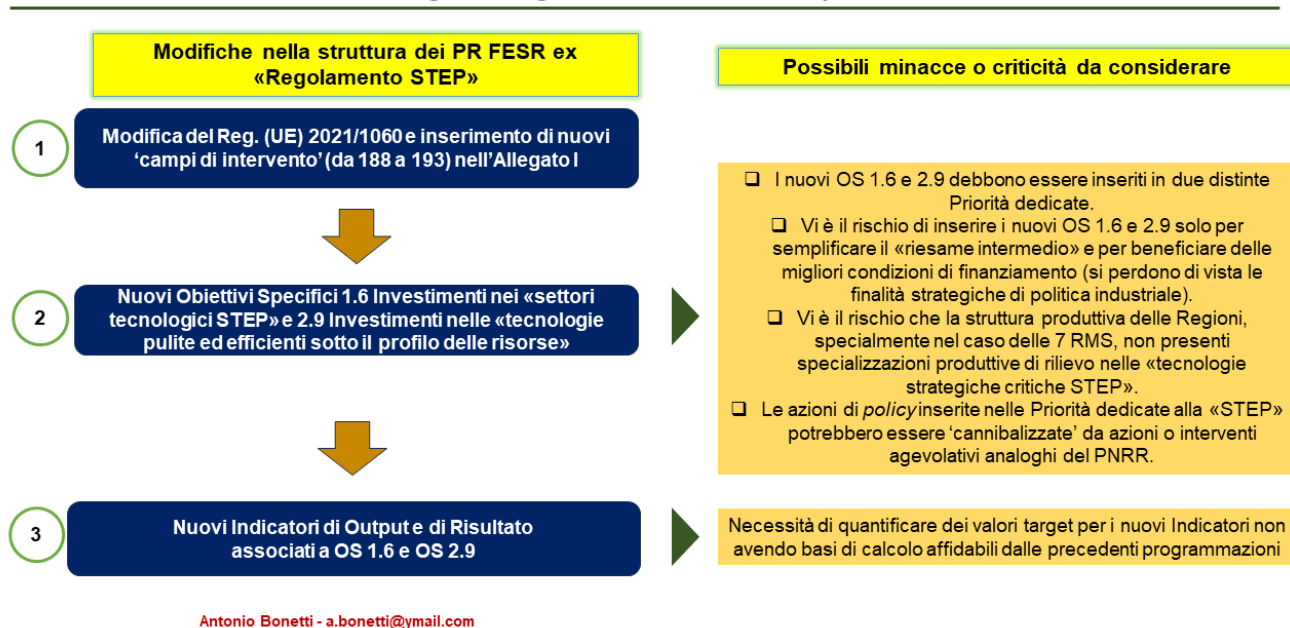 Modifiche nella struttura dei PR FESR ex
«Regolamento STEP»
Possibili minacce o criticità da considerare
1
Modifica del Reg. (UE) 2021/1060 e inserimento di nuovi
'campi di intervento' (da 188 a 193) nell'Allegato I
2
Nuovi Obiettivi Specifici 1.6 Investimenti nei «settori
tecnologici STEP» e 2.9 Investimenti nelle «tecnologie
pulite ed efficienti sotto il profilo delle risorse»
❑ I nuovi OS 1.6 e 2.9 debbono essere inseriti in due distinte
Priorità dedicate.
❑ Vi è il rischio di inserire i nuovi OS 1.6 e 2.9 solo per
semplificare il «riesame intermedio» e per beneficiare delle
migliori condizioni di finanziamento (si perdono di vista le
finalità strategiche di politica industriale).
❑ Vi è il rischio che la struttura produttiva delle Regioni,
specialmente nel caso delle 7 RMS, non presenti
specializzazioni produttive di rilievo nelle «tecnologie
strategiche critiche STEP».
❑ Le azioni di policy inserite nelle Priorità dedicate alla «STEP»
potrebbero essere 'cannibalizzate' da azioni o interventi
agevolativi analoghi del PNRR.
3
Nuovi Indicatori di Output e di Risultato
associati a OS 1.6 e OS 2.9
Necessità di quantificare dei valori target per i nuovi Indicatori non
avendo basi di calcolo affidabili dalle precedenti programmazioni
Antonio Bonetti - a.bonetti@ymail.com